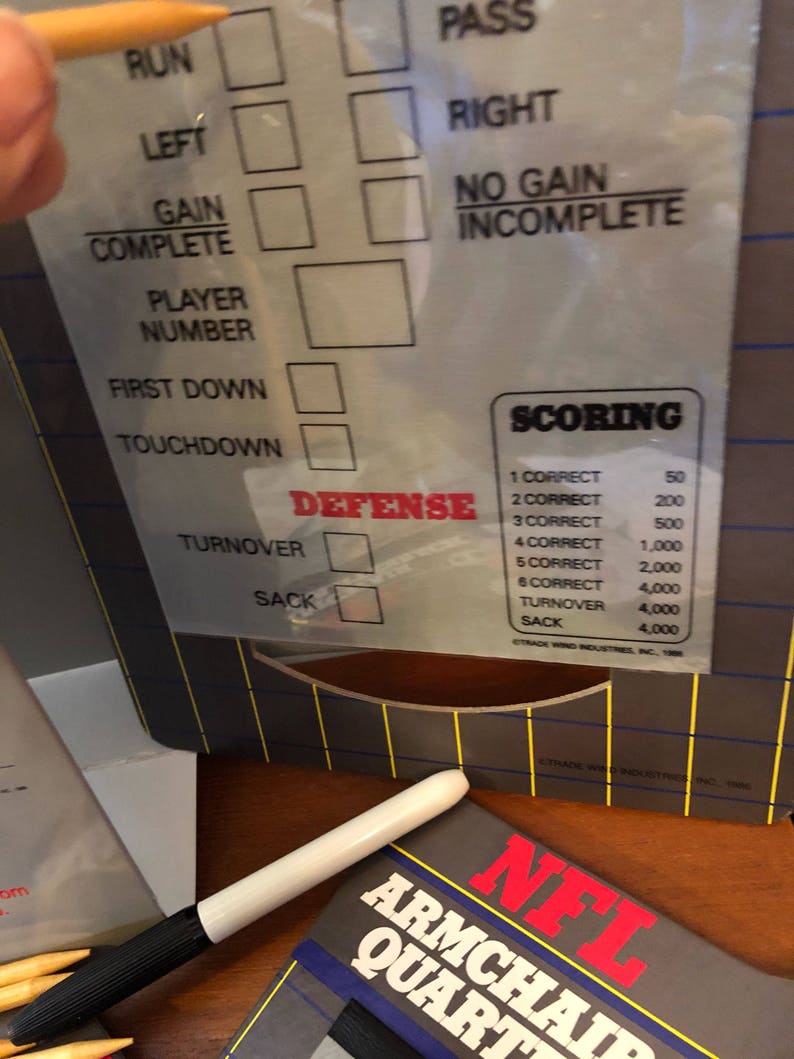 RUN
PASS
LEFT
RIGHT
GAIN
COMPLETE
NO GAIN
INCOMPLETE
PLAYER
NUMBER
FIRST DOWN
TOUCHDOWN
DEFENSE
TURNOVER
SACK
SCORING
1 CORRECT 50
2 CORRECT 200
3 CORRECT 500
4 CORRECT 1,000
5 CORRECT 2,000
6 CORRECT 4,000
TURNOVER 4,000
SACK 4,000
©TRADE WIND INDUSTRIES, INC., 1986
©TRADE WIND INDUSTRIES, INC., 1986
NFL
ARMCHAIR
QUART
om